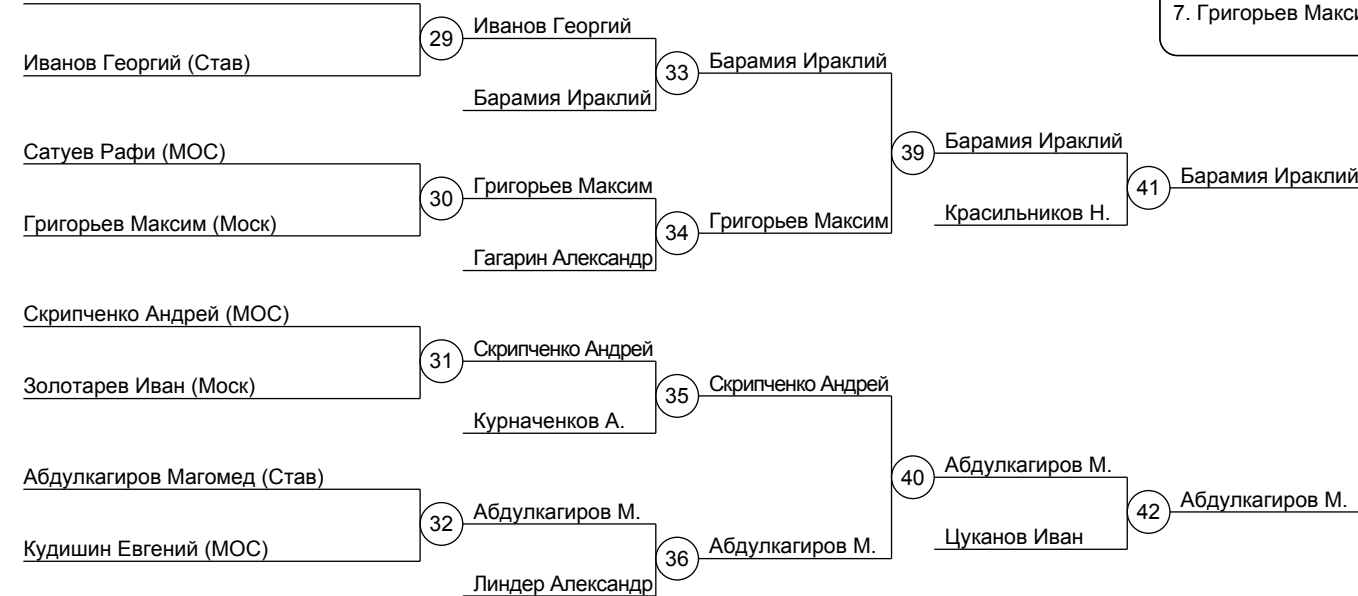 7. Григорьев Макси
29
Иванов Георгий
Иванов Георгий (Став)
33
Барамия Ираклий
Барамия Ираклий
Сатуев Рафи (МОС)
39
Барамия Ираклий
30
Григорьев Максим
41
Барамия Ираклий
Григорьев Максим (Моск)
34
Григорьев Максим
Красильников Н.
Гагарин Александр
Скрипченко Андрей (МОС)
31
Скрипченко Андрей
Золотарев Иван (Моск)
35
Скрипченко Андрей
Курначенков А.
Абдулкагиров Магомед (Став)
40
Абдулкагиров М.
32
Абдулкагиров М.
42
Абдулкагиров М.
Кудишин Евгений (МОС)
36
Абдулкагиров М.
Цуканов Иван
Линдер Александр